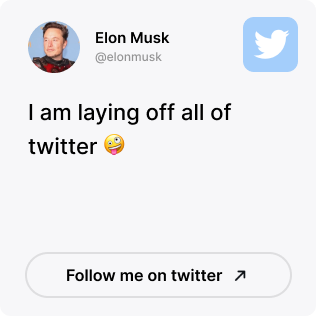 Elon Musk
@elonmusk
I am laying off all of
twitter 🤪
Follow me on twitter